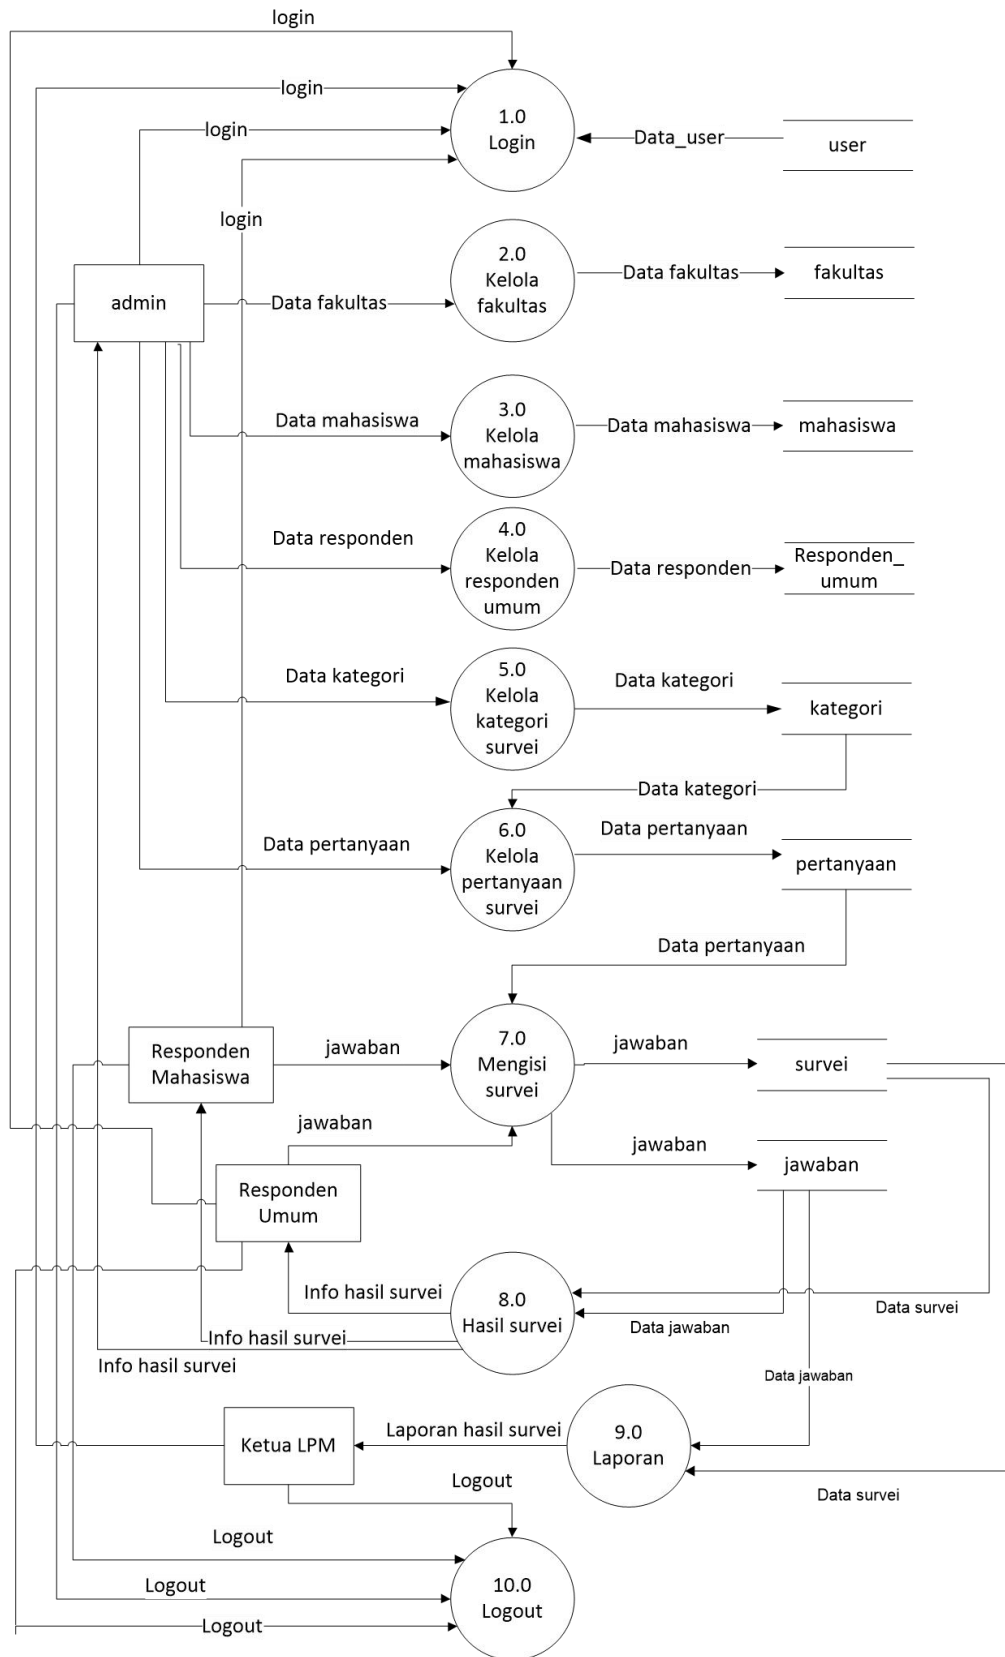 login
login
1.0
Login
login
Data_user
user
login
2.0
Kelola
fakultas
admin
Data fakultas
Data fakultas
fakultas
3.0
Kelola
mahasiswa
Data mahasiswa
Data mahasiswa
mahasiswa
4.0
Kelola
responden
umum
Data responden
Data responden
Responden_
umum
5.0
Kelola
kategori
survei
Data kategori
Data kategori
kategori
Data kategori
6.0
Kelola
pertanyaan
survei
Data pertanyaan
Data pertanyaan
pertanyaan
Data pertanyaan
Responden
Mahasiswa
jawaban
7.0
Mengisi
survei
jawaban
survei
jawaban
jawaban
jawaban
Responden
Umum
Info hasil survei
8.0
Hasil survei
Data survei
Data jawaban
Info hasil survei
Info hasil survei
Data jawaban
Ketua LPM
Laporan hasil survei
9.0
Laporan
Logout
Data survei
Logout
10.0
Logout
Logout
Logout